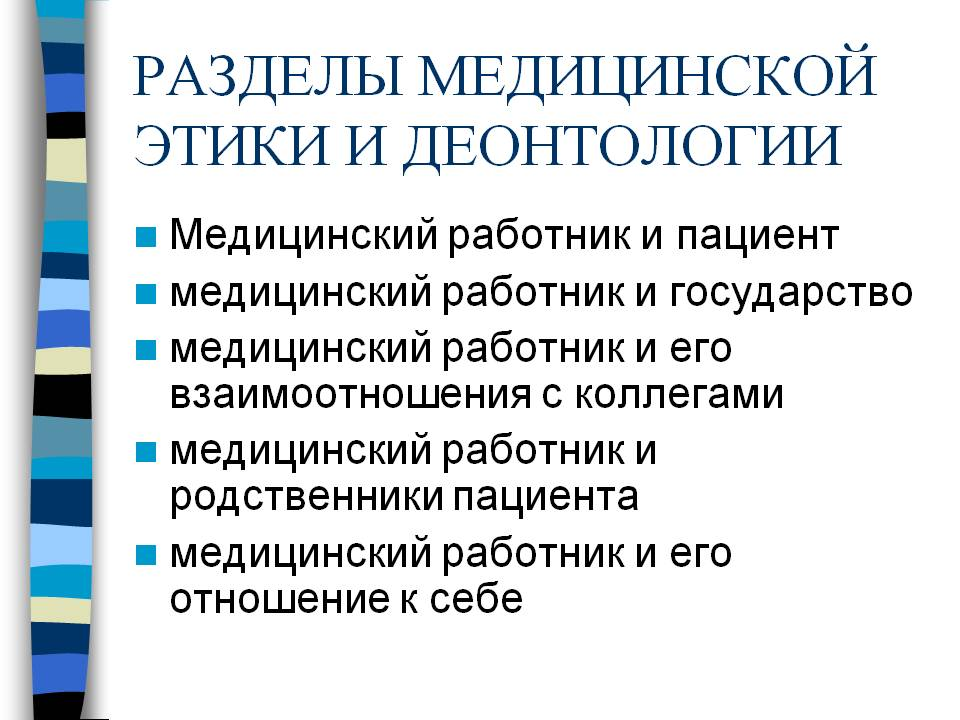 РАЗДЕЛЫ МЕДИЦИНСКОЙ
ЭТИКИ И ДЕОНТОЛОГИИ
Медицинский работник и пациент
медицинский работник и государство
медицинский работник и его
взаимоотношения с коллегами
медицинский работник и
родственники пациента
медицинский работник и его
отношение к себе